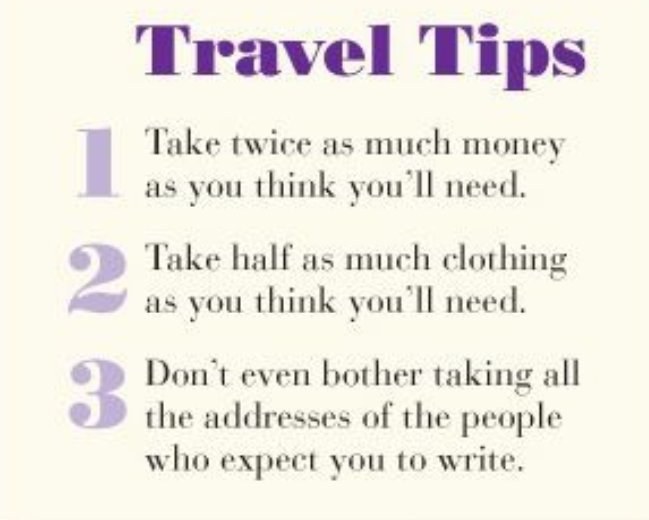 Travel Tips
1 Take twice as much money
as you think you'll need.
2 Take half as much clothing
as you think you'll need.
3 Don't even bother taking all
the addresses of the people
who expect you to write.